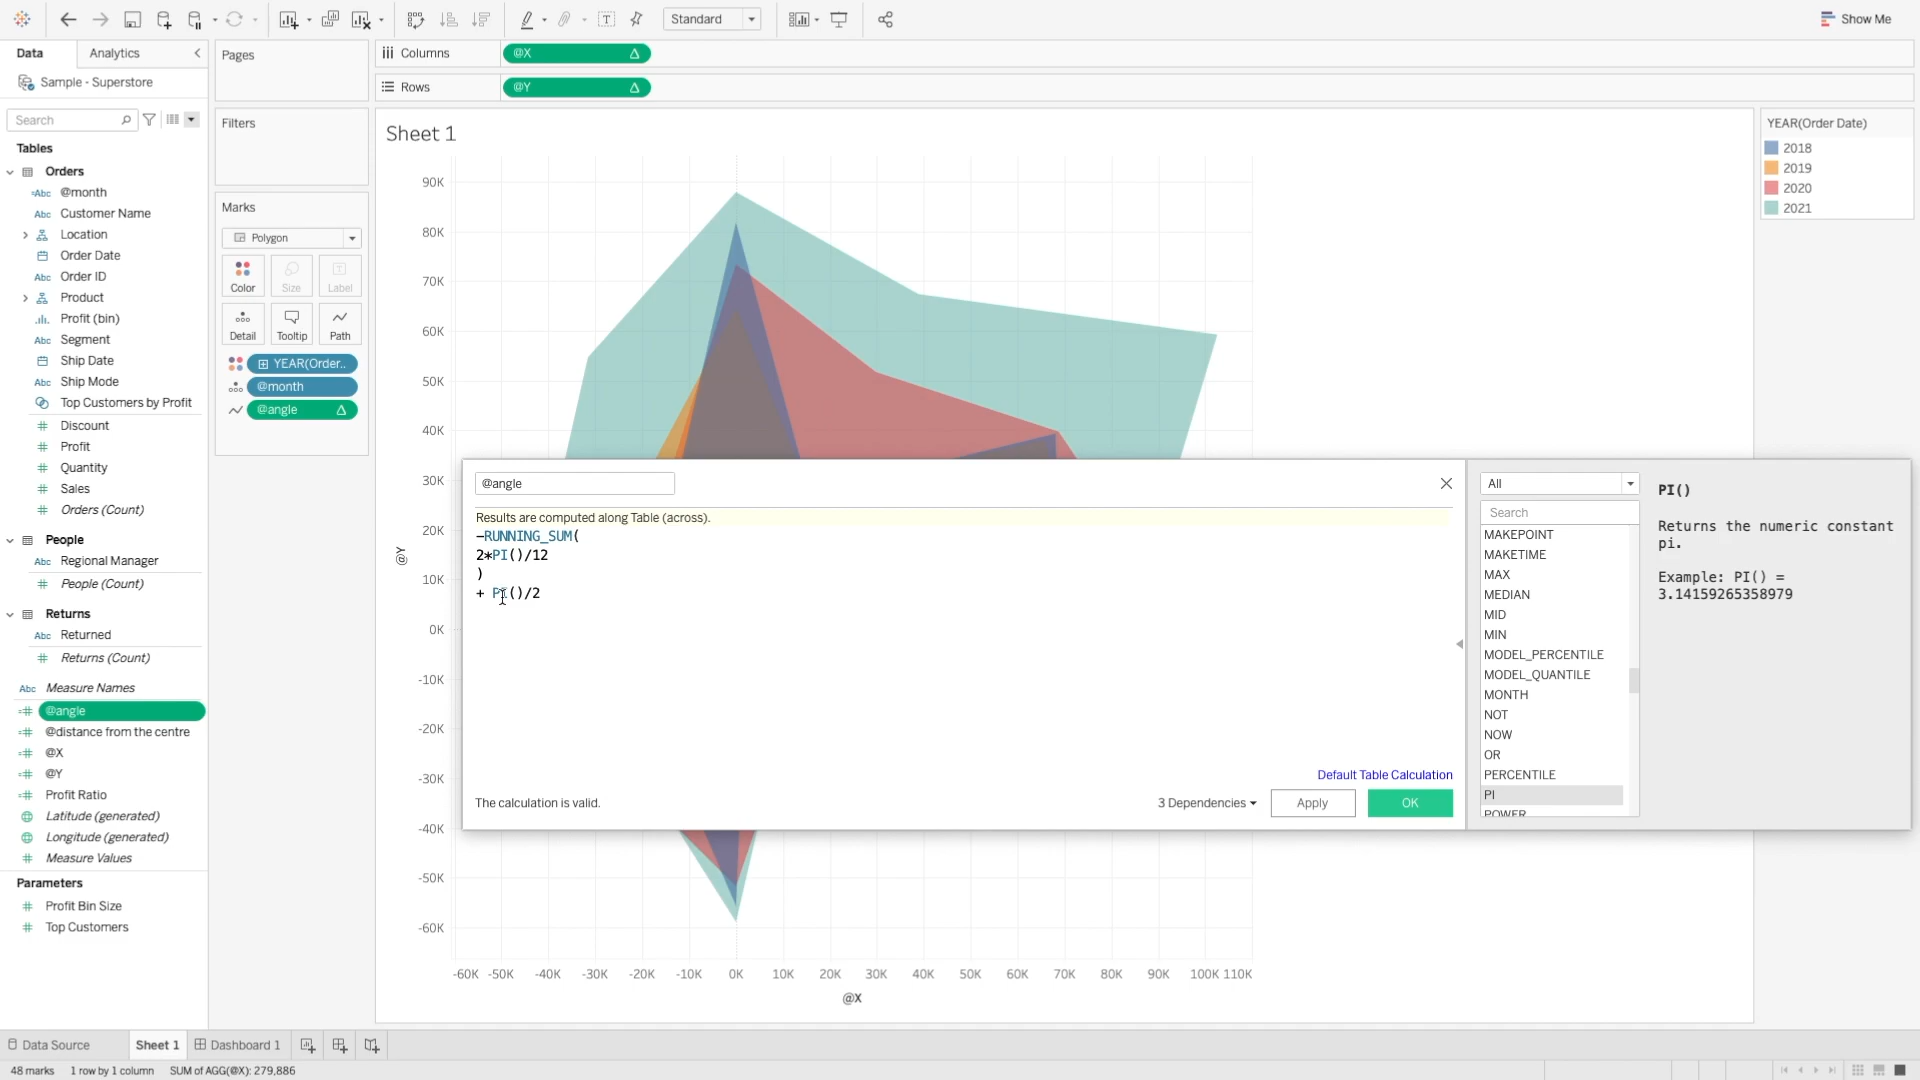 Standard
Show Me
Data
Analytics
Sample - Superstore
Search
Tables
Orders
Abc @month
Abc Customer Name
Location
Order Date
Abc Order ID
Product
Profit (bin)
Abc Segment
Ship Date
Abc Ship Mode
Top Customers by Profit
Discount
Profit
Quantity
Sales
Orders (Count)
People
Abc Regional Manager
People (Count)
Returns
Abc Returned
Returns (Count)
Abc Measure Names
@angle
@distance from the centre
@X
@Y
Profit Ratio
Latitude (generated)
Longitude (generated)
Measure Values
Parameters
Profit Bin Size
Top Customers
Pages
Filters
Marks
Polygon
Color
Size
Label
Detail
Tooltip
Path
YEAR(Order..
@month
@angle
Columns
@X
Rows
@Y
Sheet 1
90K
80K
70K
60K
50K
40K
30K
20K
10K
0K
-10K
-20K
-30K
-40K
-50K
-60K
@Y
-60K -50K -40K -30K -20K -10K 0K 10K 20K 30K 40K 50K 60K 70K 80K 90K 100K 110K
@X
YEAR(Order Date)
2018
2019
2020
2021
@angle
Results are computed along Table (across).
-RUNNING_SUM(
2*PI()/12
)
+ PI()/2
Default Table Calculation
The calculation is valid.
3 Dependencies
Apply
OK
All
Search
MAKEPOINT
MAKETIME
MAX
MEDIAN
MID
MIN
MODEL_PERCENTILE
MODEL_QUANTILE
MONTH
NOT
NOW
OR
PERCENTILE
PI
POWER
PI()
Returns the numeric constant
pi.
Example: PI() =
3.14159265358979
Data Source
Sheet 1
Dashboard 1
48 marks
1 row by 1 column
SUM of AGG(@X): 279,886